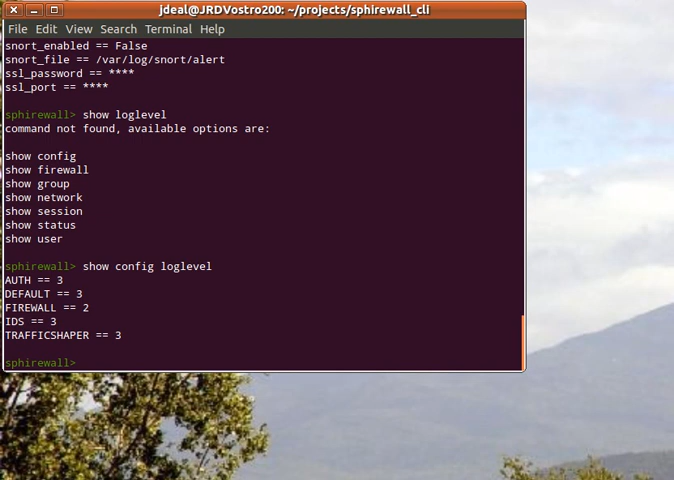 jdeal@JRDVostro200: ~/projects/sphirewall_cli
File Edit View Search Terminal Help
snort_enabled == False
snort_file == /var/log/snort/alert
ssl_password == ****
ssl_port == ****
sphirewall> show loglevel
command not found, available options are:
show config
show firewall
show group
show network
show session
show status
show user
sphirewall> show config loglevel
AUTH == 3
DEFAULT == 3
FIREWALL == 2
IDS == 3
TRAFFICSHAPER == 3
sphirewall>